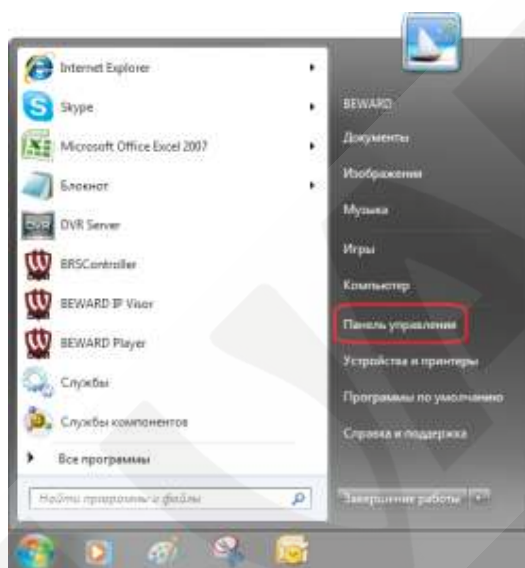 Internet Explorer
Skype
Microsoft Office Excel 2007
Блокнот
DVR Server
BRSController
BEWARD IP Visor
BEWARD Player
Службы
Службы компонентов
Все программы
Найти программы и файлы
BEWARD
Документы
Изображения
Музыка
Игры
Компьютер
Панель управления
Устройства и принтеры
Программы по умолчанию
Справка и поддержка
Завершение работы